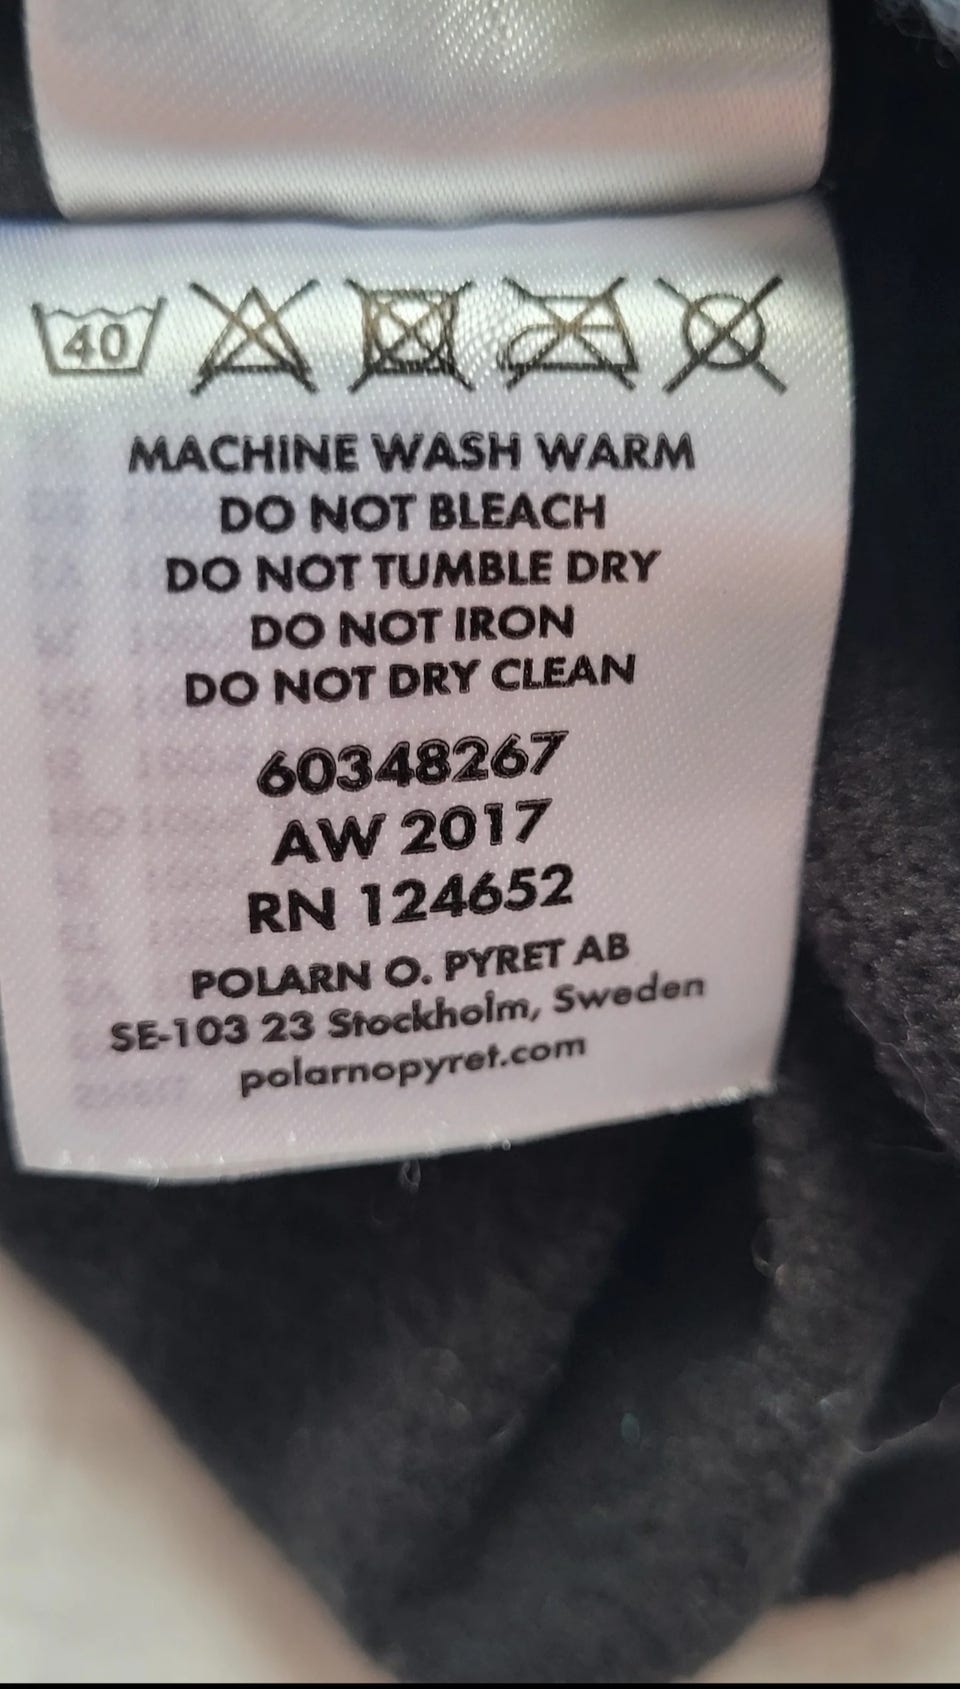 40
MACHINE WASH WARM
DO NOT BLEACH
DO NOT TUMBLE DRY
DO NOT IRON
DO NOT DRY CLEAN
60348267
AW 2017
RN 124652
POLARN O. PYRET AB
SE-103 23 Stockholm, Sweden
polarnopyret.com